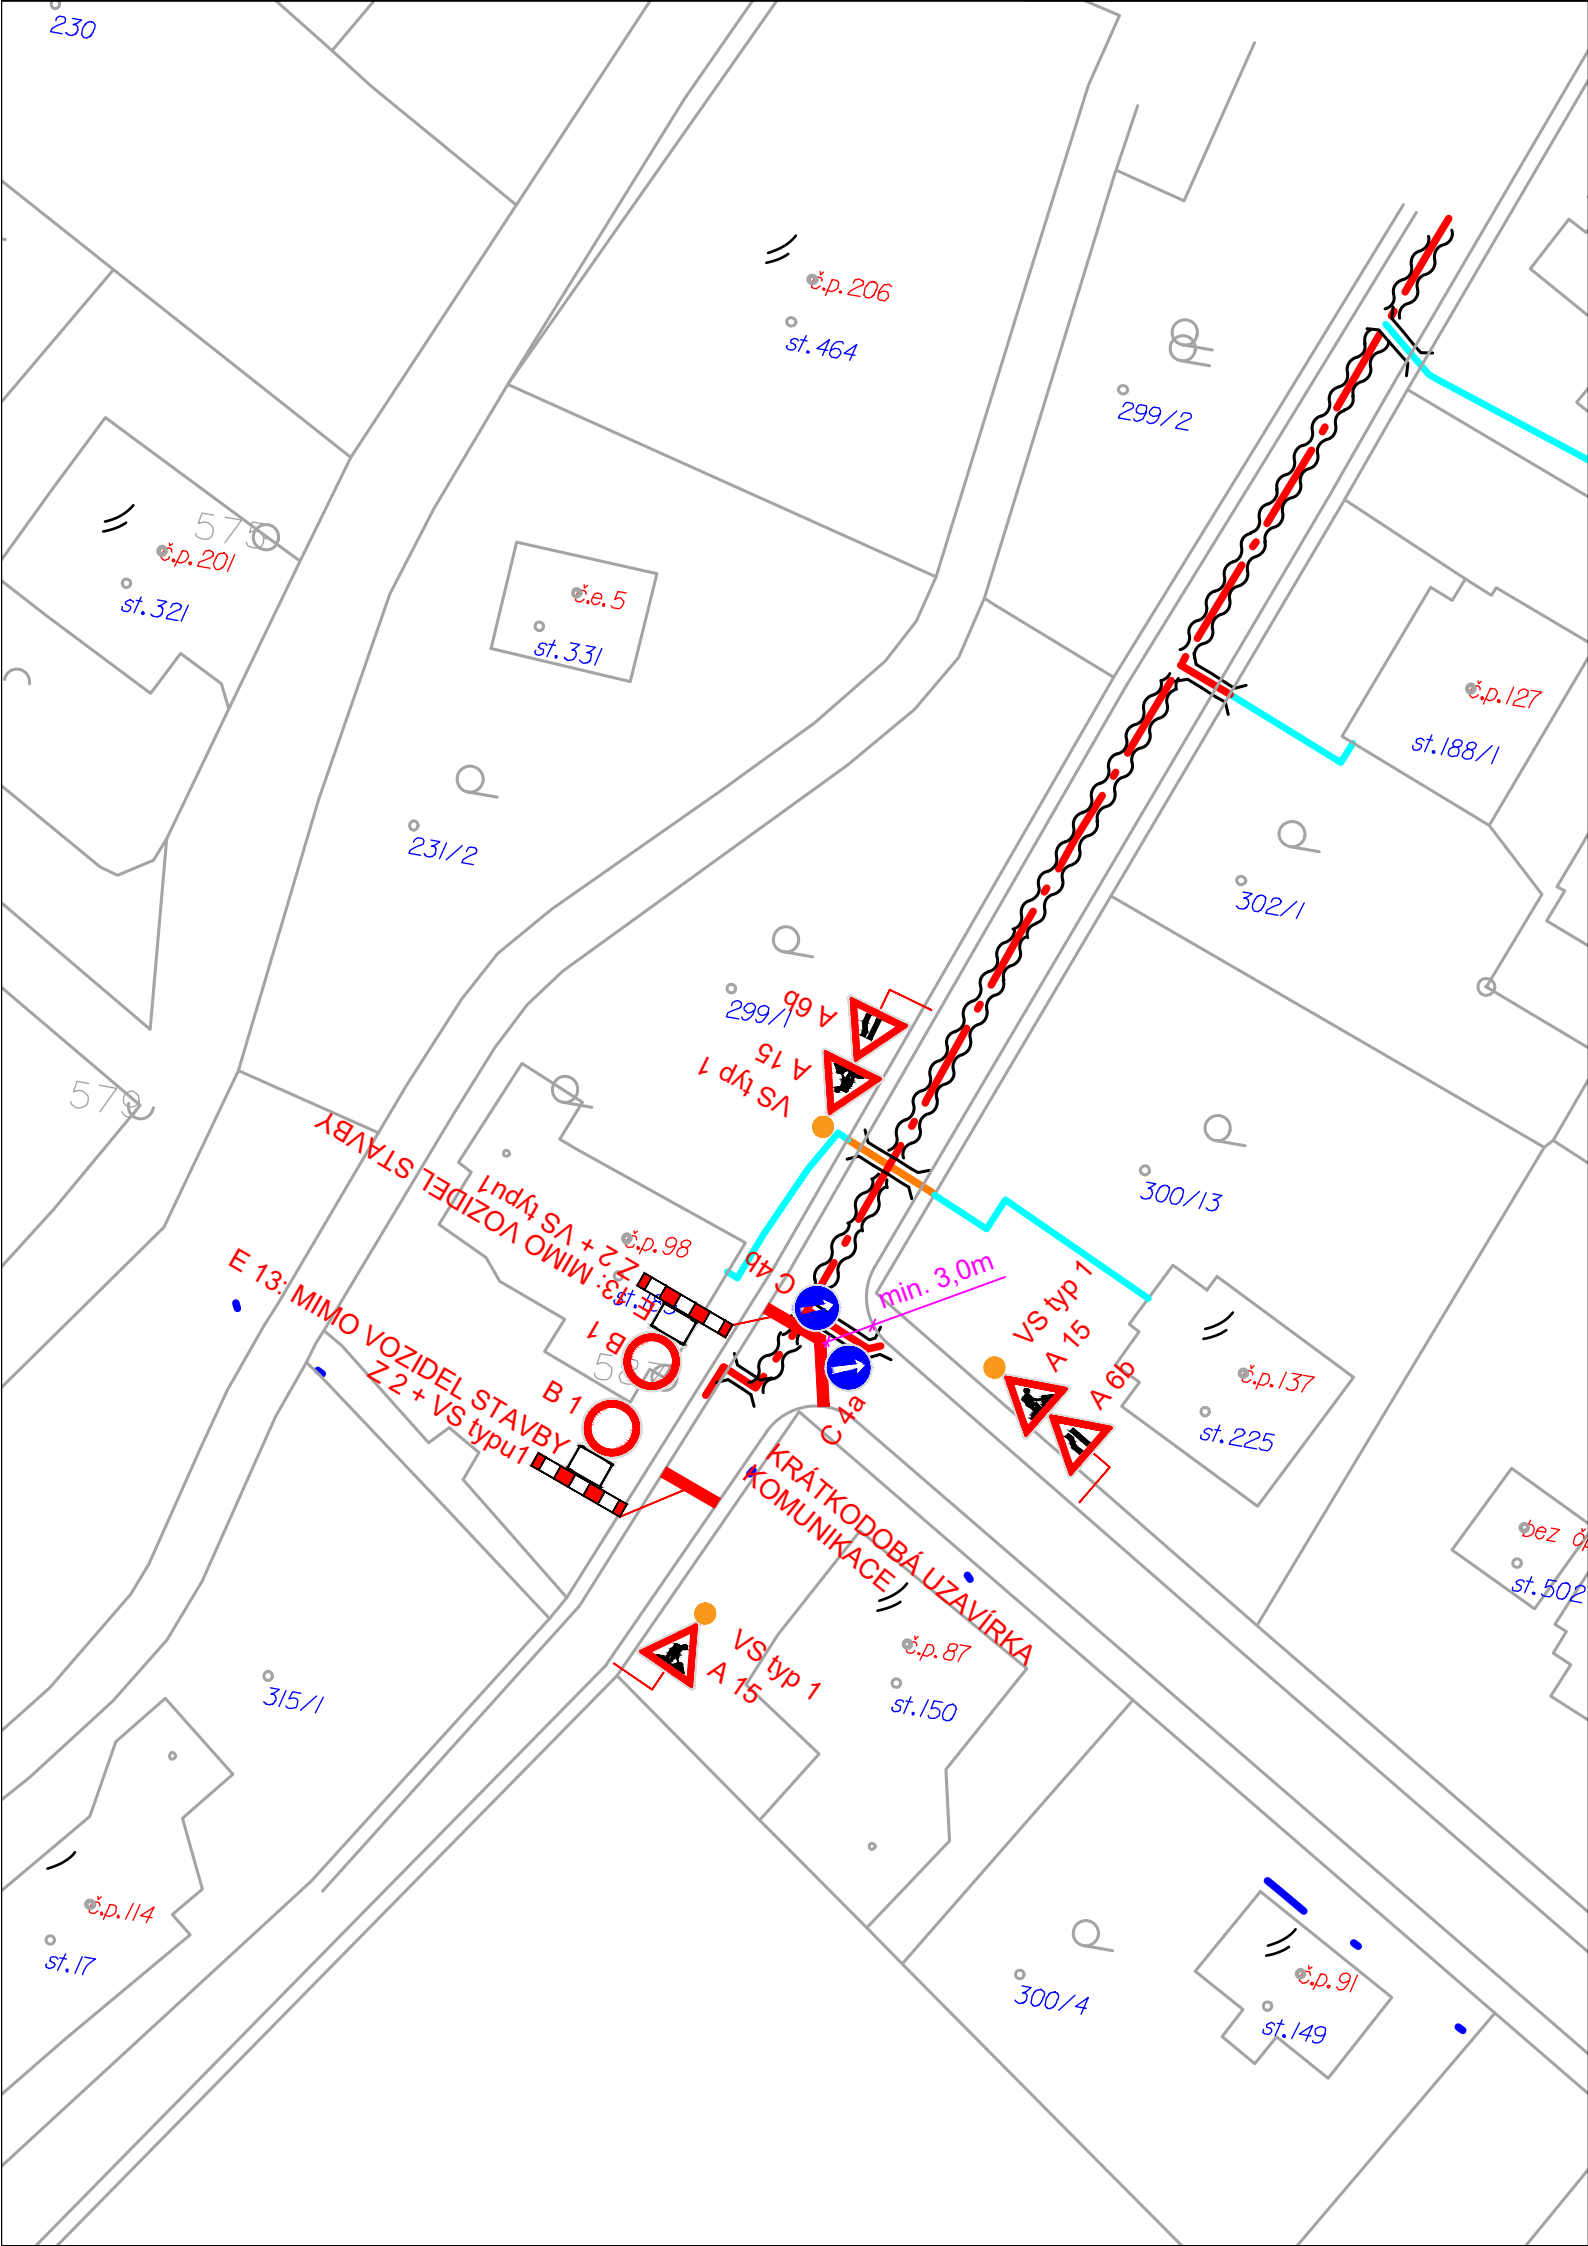 230
č.p.206
st.464
299/2
575
č.p.201
st.321
č.e.5
st.331
č.p.127
st.188/1
231/2
302/1
299/1
A 6b
A 15
VS typ 1
579
E 13: MIMO VOZIDEL STAVBY
Z 2 + VS typu1
B 1
300/13
č.p.98
C 4b
min. 3,0m
E 13: MIMO VOZIDEL STAVBY
Z 2 + VS typu1
B 1
C 4a
VS typ 1
A 15
A 6b
č.p.137
st.225
KRÁTKODOBÁ UZAVÍRKA
KOMUNIKACE
bez
st.502
VS typ 1
A 15
č.p.87
st.150
315/1
č.p.114
st.17
300/4
č.p.91
st.149